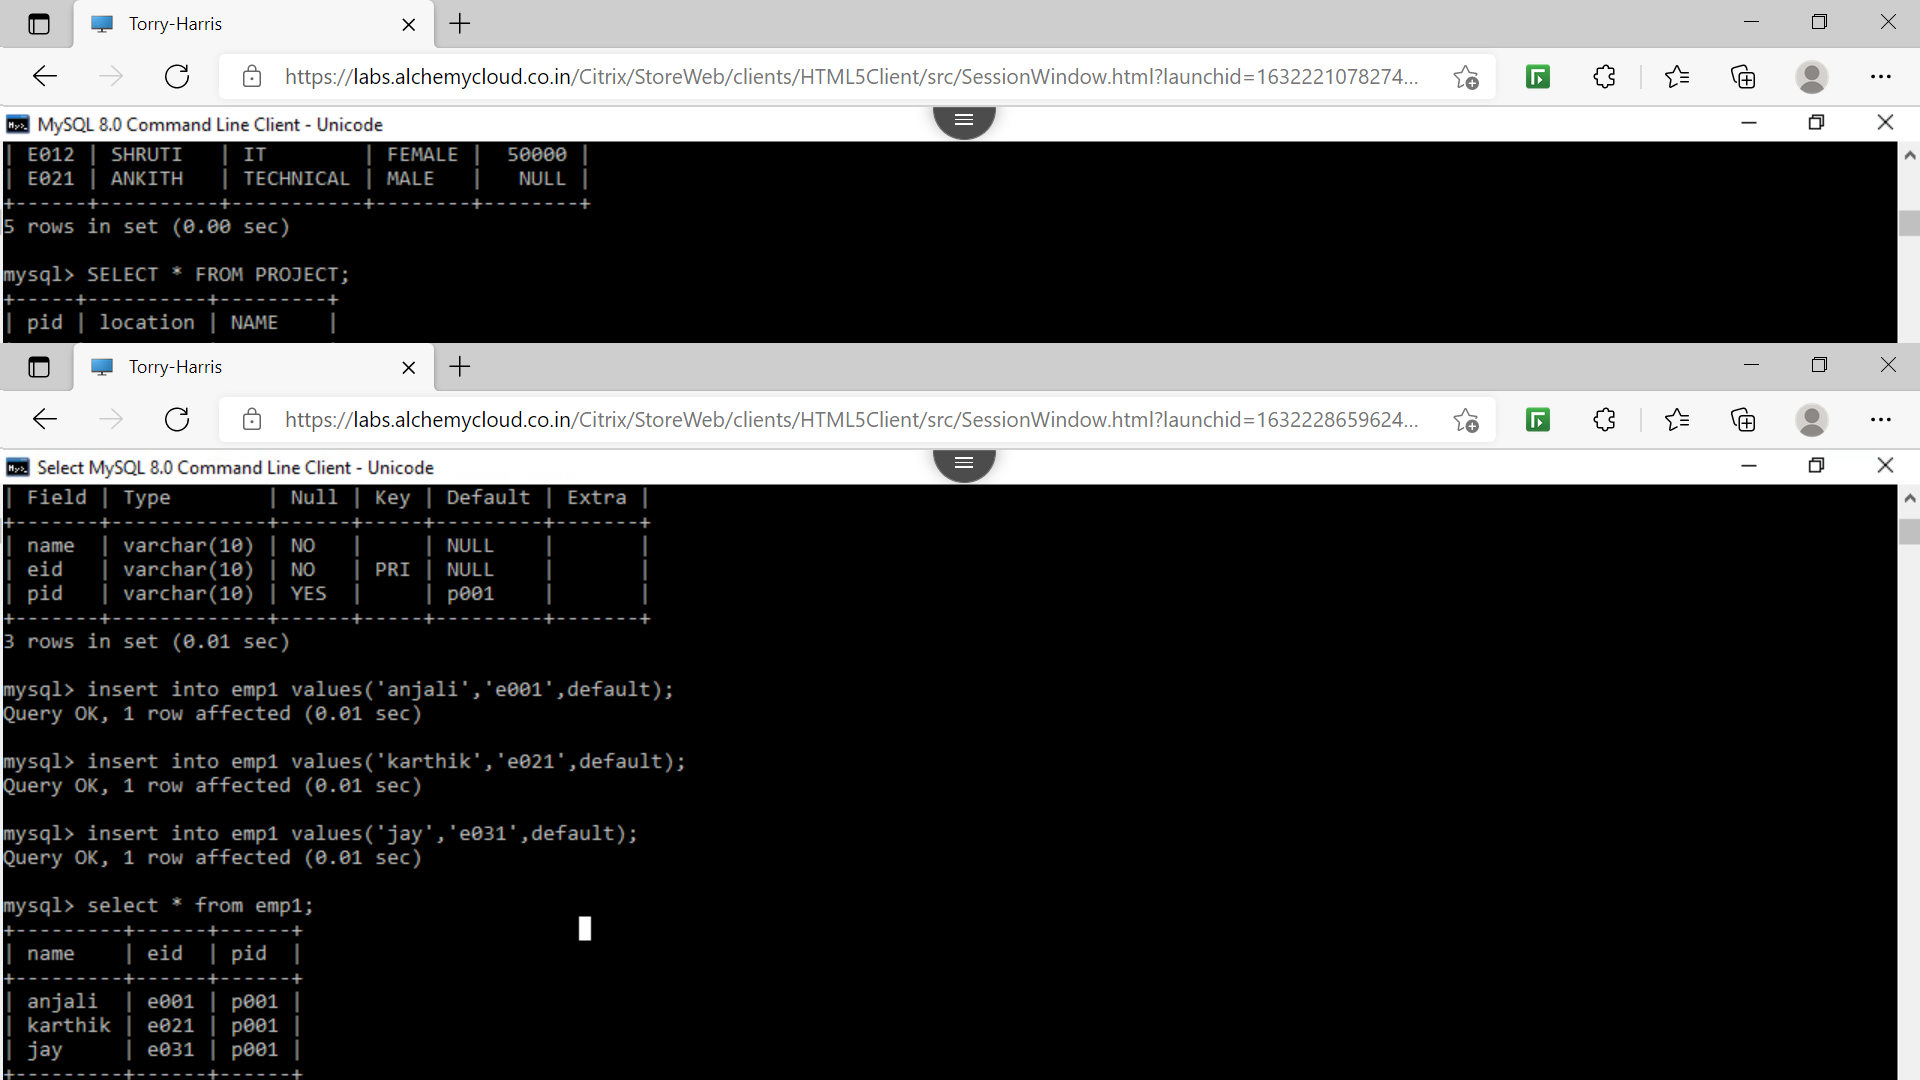 Torry-Harris
https://labs.alchemycloud.co.in/Citrix/StoreWeb/clients/HTML5Client/src/SessionWindow.html?launchid=1632221078274...
MySQL 8.0 Command Line Client - Unicode
| E012 | SHRUTI   | IT        | FEMALE |  50000 |
| E021 | ANKITH   | TECHNICAL | MALE   |   NULL |
+------+----------+-----------+--------+--------+
5 rows in set (0.00 sec)
mysql> SELECT * FROM PROJECT;
+-----+----------+---------+
| pid | location | NAME    |
Torry-Harris
https://labs.alchemycloud.co.in/Citrix/StoreWeb/clients/HTML5Client/src/SessionWindow.html?launchid=1632228659624...
Select MySQL 8.0 Command Line Client - Unicode
| Field | Type        | Null | Key | Default | Extra |
+-------+-------------+------+-----+---------+-------+
| name  | varchar(10) | NO   |     | NULL    |       |
| eid   | varchar(10) | NO   | PRI | NULL    |       |
| pid   | varchar(10) | YES  |     | p001    |       |
+-------+-------------+------+-----+---------+-------+
3 rows in set (0.01 sec)
mysql> insert into emp1 values('anjali','e001',default);
Query OK, 1 row affected (0.01 sec)
mysql> insert into emp1 values('karthik','e021',default);
Query OK, 1 row affected (0.01 sec)
mysql> insert into emp1 values('jay','e031',default);
Query OK, 1 row affected (0.01 sec)
mysql> select * from emp1;
+---------+------+------+
| name    | eid  | pid  |
+---------+------+------+
| anjali  | e001 | p001 |
| karthik | e021 | p001 |
| jay     | e031 | p001 |
+---------+------+------+